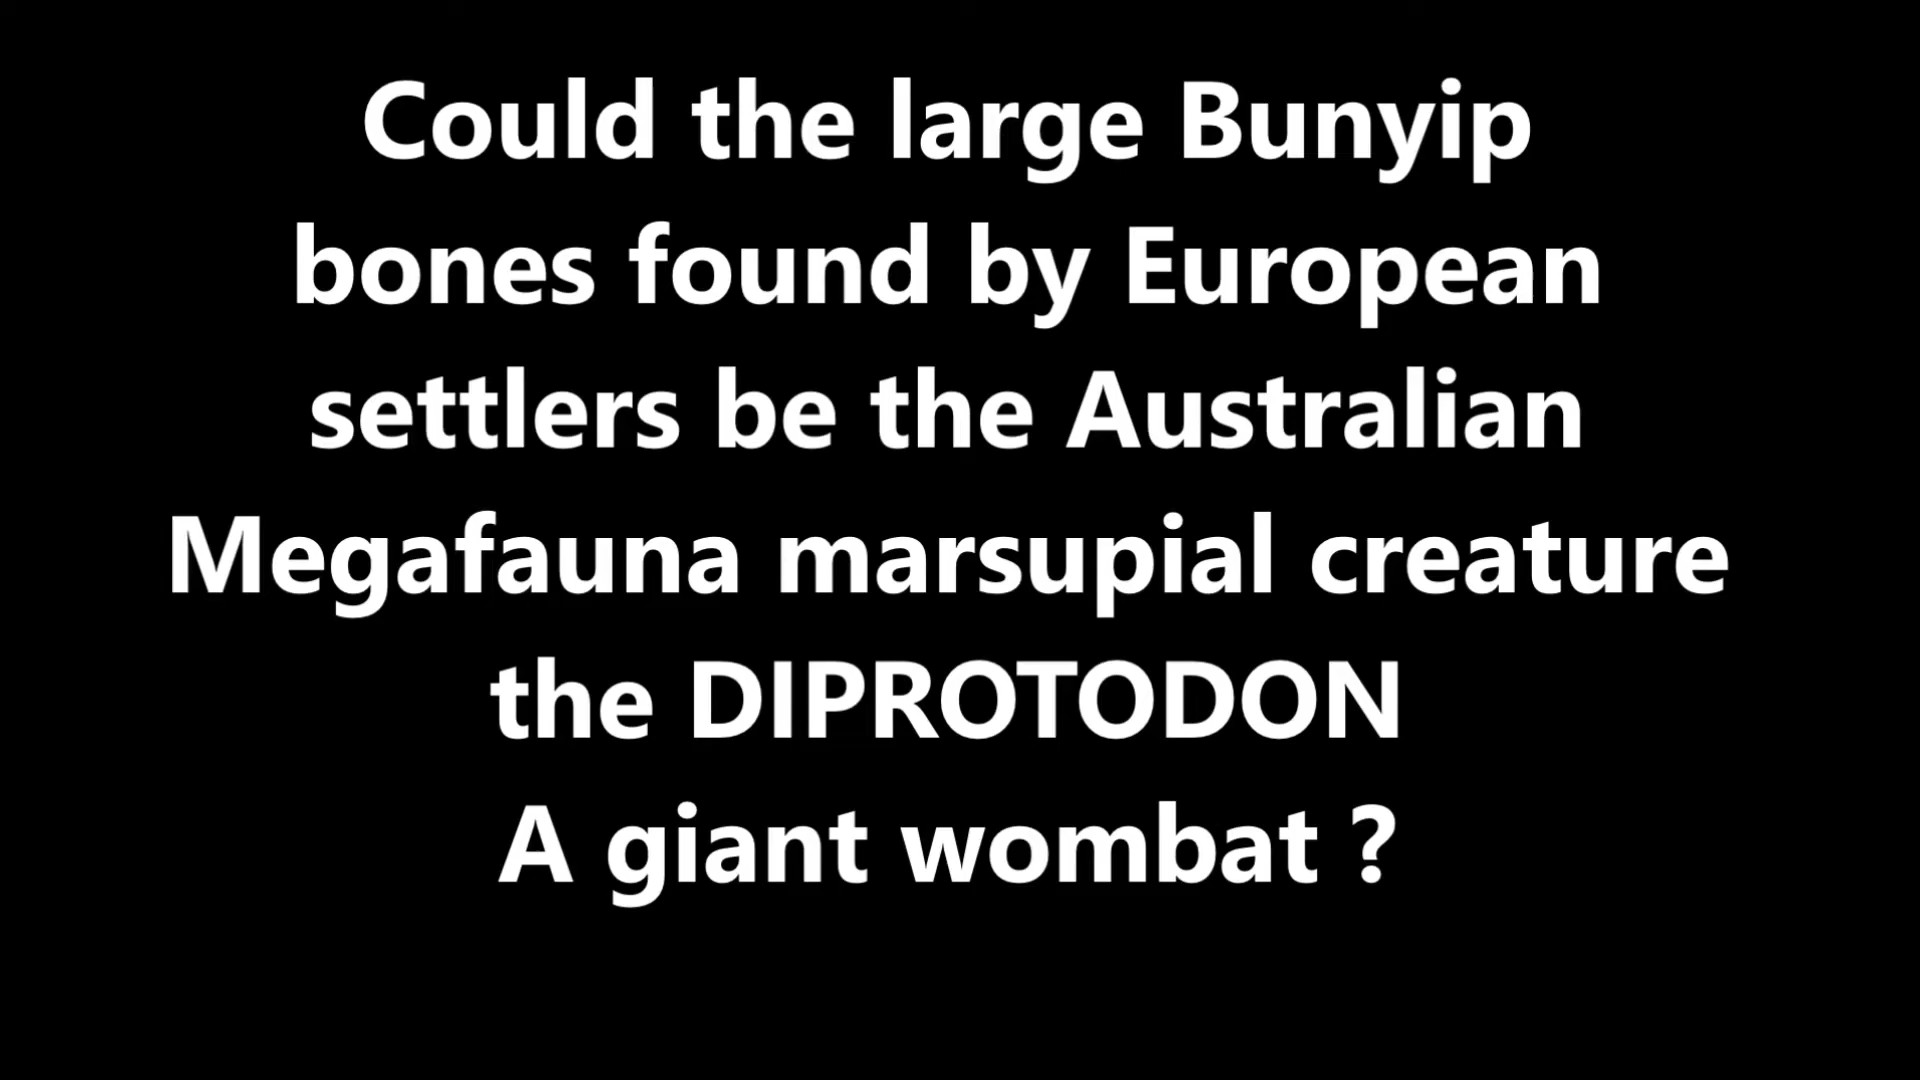 Could the large Bunyip
bones found by European
settlers be the Australian
Megafauna marsupial creature
the DIPROTODON
A giant wombat ?